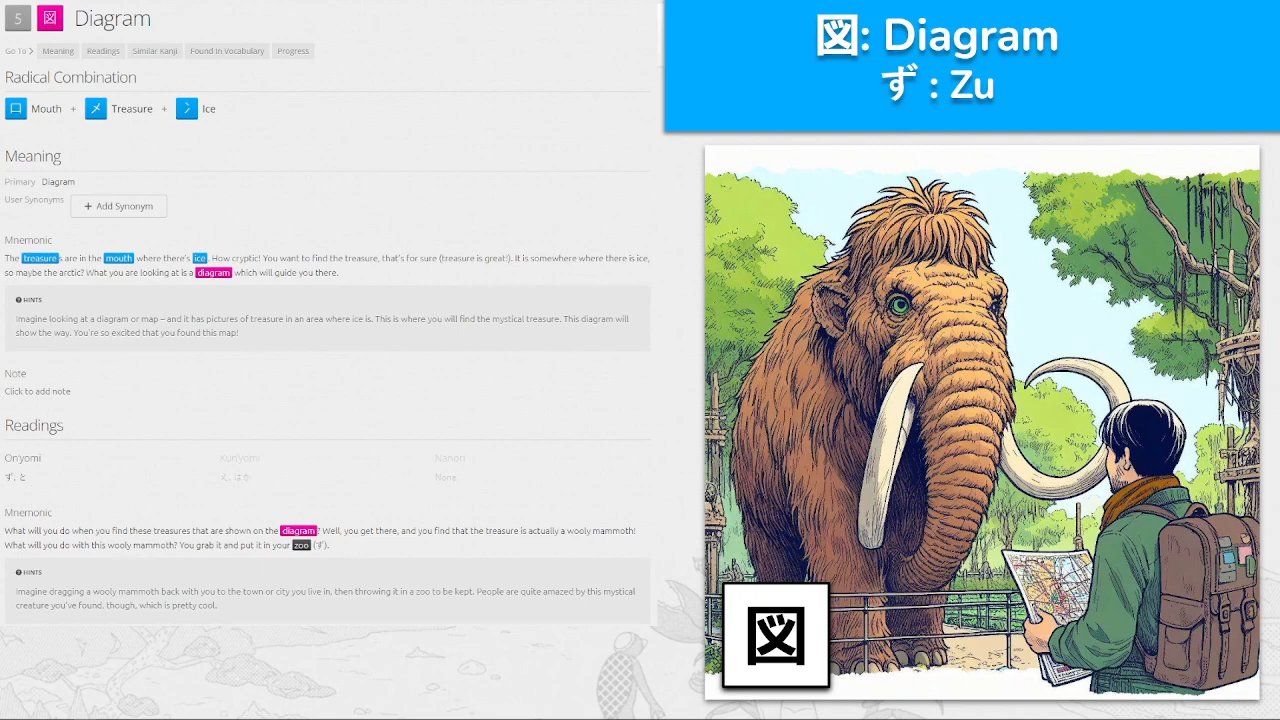 5 図 Diagram
Go To Meaning Readings Similar Kanji Found In Vocabulary Progress
Radical Combination
口 Mouth + Treasure + Ice
Meaning
Primary Diagram
User Synonyms + Add Synonym
Mnemonic
The treasures are in the mouth where there's ice. How cryptic! You want to find the treasure, that's for sure (treasure is great!). It is somewhere where there is ice,
so maybe the arctic? What you are looking at is a diagram which will guide you there.
HINTS
Imagine looking at a diagram or map – and it has pictures of treasure in an area where ice is. This is where you will find the mystical treasure. This diagram will
show the way. You're so excited that you found this map!
Note
Click to add note
Readings
On'yomi Kun'yomi Nanori
ず, と え, はか None
Mnemonic
What will you do when you find these treasures that are shown on the diagram? Well, you get there, and you find that the treasure is actually a wooly mammoth!
What will you do with this wooly mammoth? You grab it and put it in your zoo (ず).
HINTS
Imagine dragging a wooly mammoth back with you to the town or city you live in, then throwing it in a zoo to be kept. People are quite amazed by this mystical
creature you've found, though, which is pretty
図: Diagram
ず : Zu
図